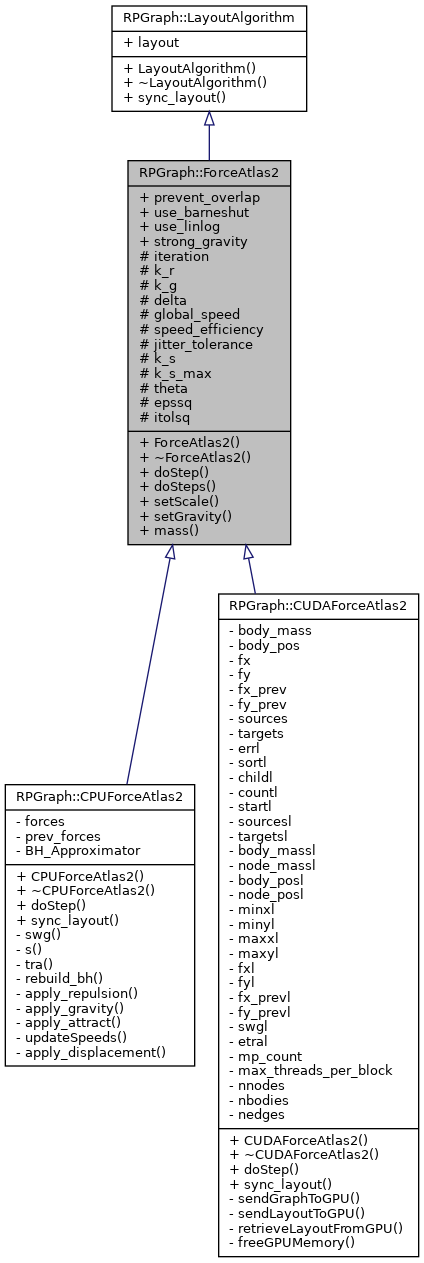 RPGraph::LayoutAlgorithm
+ layout
+ LayoutAlgorithm()
+ ~LayoutAlgorithm()
+ sync_layout()
RPGraph::ForceAtlas2
+ prevent_overlap
+ use_barneshut
+ use_linlog
+ strong_gravity
# iteration
# k_r
# k_g
# delta
# global_speed
# speed_efficiency
# jitter_tolerance
# k_s
# k_s_max
# theta
# epssq
# itolsq
+ ForceAtlas2()
+ ~ForceAtlas2()
+ doStep()
+ doSteps()
+ setScale()
+ setGravity()
+ mass()
RPGraph::CPUForceAtlas2
- forces
- prev_forces
- BH_Approximator
+ CPUForceAtlas2()
+ ~CPUForceAtlas2()
+ doStep()
+ sync_layout()
- swg()
- s()
- tra()
- rebuild_bh()
- apply_repulsion()
- apply_gravity()
- apply_attract()
- updateSpeeds()
- apply_displacement()
RPGraph::CUDAForceAtlas2
- body_mass
- body_pos
- fx
- fy
- fx_prev
- fy_prev
- sources
- targets
- errl
- sortl
- childl
- countl
- startl
- sourcesl
- targetsl
- body_massl
- node_massl
- body_posl
- node_posl
- minxl
- minyl
- maxxl
- maxyl
- fxl
- fyl
- fx_prevl
- fy_prevl
- swgl
- etral
- mp_count
- max_threads_per_block
- nnodes
- nbodies
- nedges
+ CUDAForceAtlas2()
+ ~CUDAForceAtlas2()
+ doStep()
+ sync_layout()
- sendGraphToGPU()
- sendLayoutToGPU()
- retrieveLayoutFromGPU()
- freeGPUMemory()